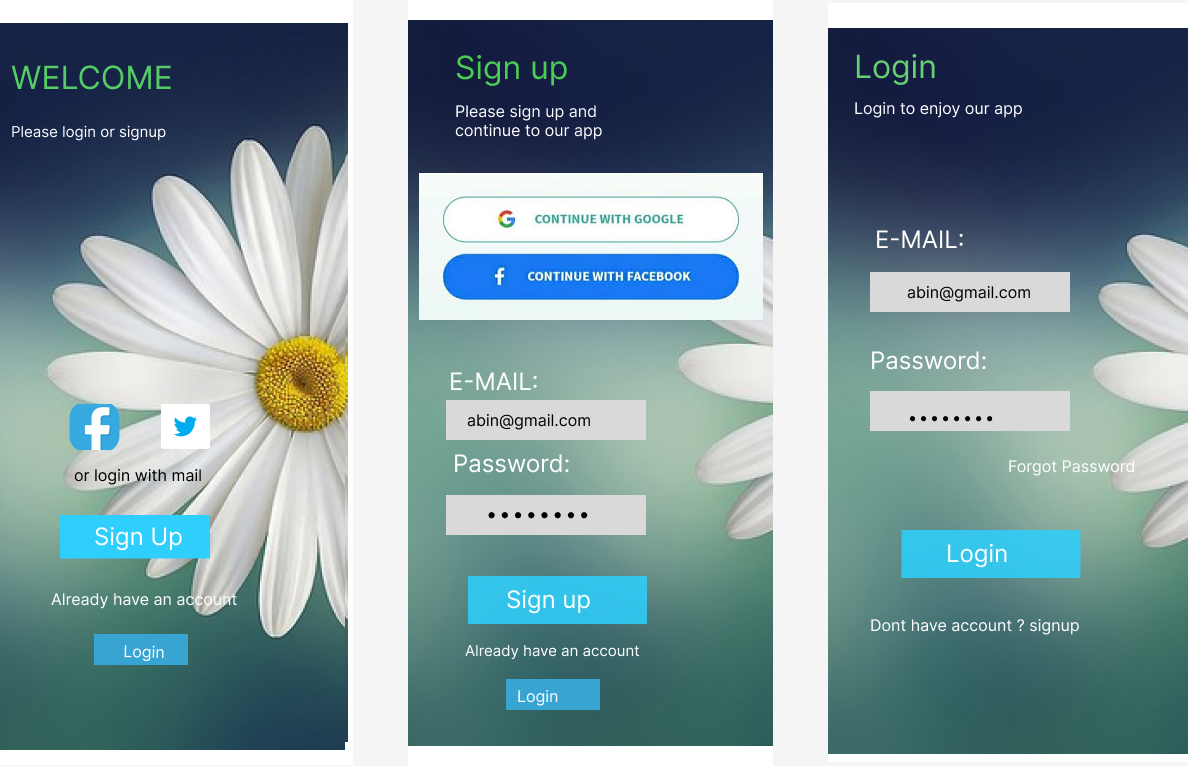 WELCOME
Please login or signup
or login with mail
Sign Up
Already have an account
Login
Sign up
Please sign up and
continue to our app
CONTINUE WITH GOOGLE
CONTINUE WITH FACEBOOK
E-MAIL:
abin@gmail.com
Password:
••••••••
Sign up
Already have an account
Login
Login
Login to enjoy our app
E-MAIL:
abin@gmail.com
Password:
••••••••
Forgot Password
Login
Dont have account ? signup